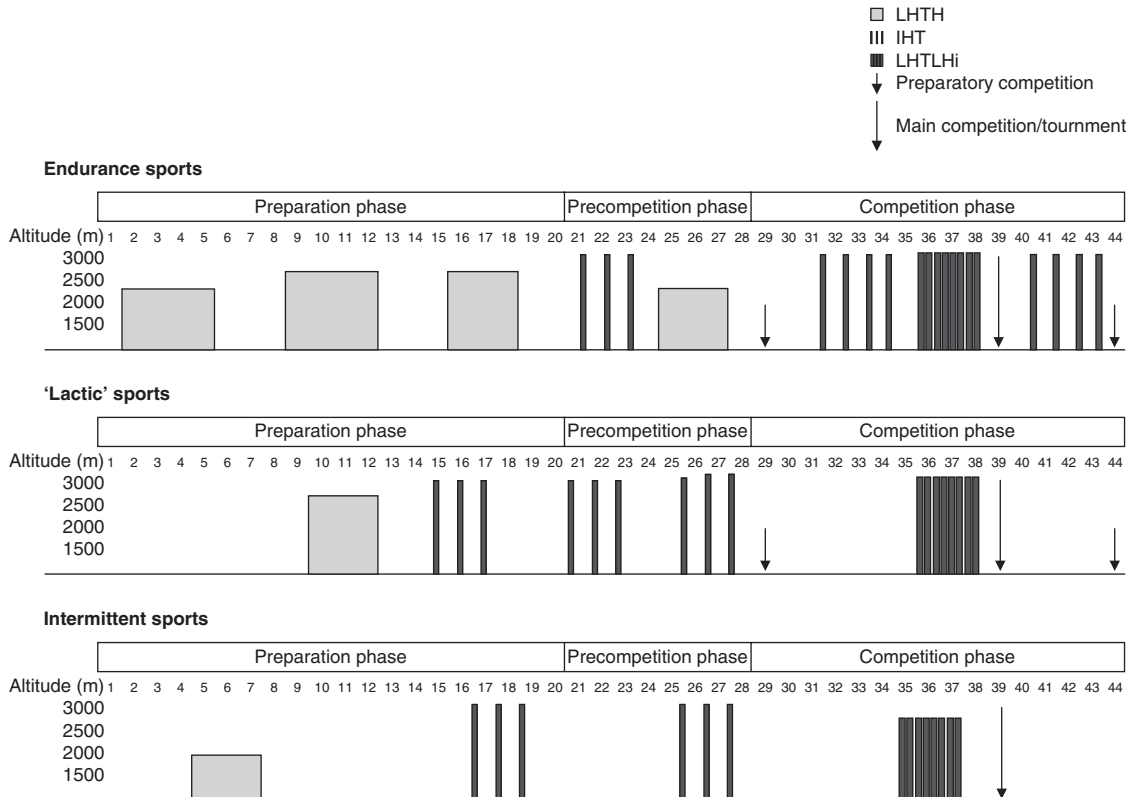 LHTH
IHT
LHTLHi
Preparatory competition
Main competition/tournment
Endurance sports
Preparation phase Precompetition phase Competition phase
Altitude (m) 1 2 3 4 5 6 7 8 9 10 11 12 13 14 15 16 17 18 19 20 21 22 23 24 25 26 27 28 29 30 31 32 33 34 35 36 37 38 39 40 41 42 43 44
3000
2500
2000
1500
‘Lactic’ sports
Preparation phase Precompetition phase Competition phase
Altitude (m) 1 2 3 4 5 6 7 8 9 10 11 12 13 14 15 16 17 18 19 20 21 22 23 24 25 26 27 28 29 30 31 32 33 34 35 36 37 38 39 40 41 42 43 44
3000
2500
2000
1500
Intermittent sports
Preparation phase Precompetition phase Competition phase
Altitude (m) 1 2 3 4 5 6 7 8 9 10 11 12 13 14 15 16 17 18 19 20 21 22 23 24 25 26 27 28 29 30 31 32 33 34 35 36 37 38 39 40 41 42 43 44
3000
2500
2000
1500